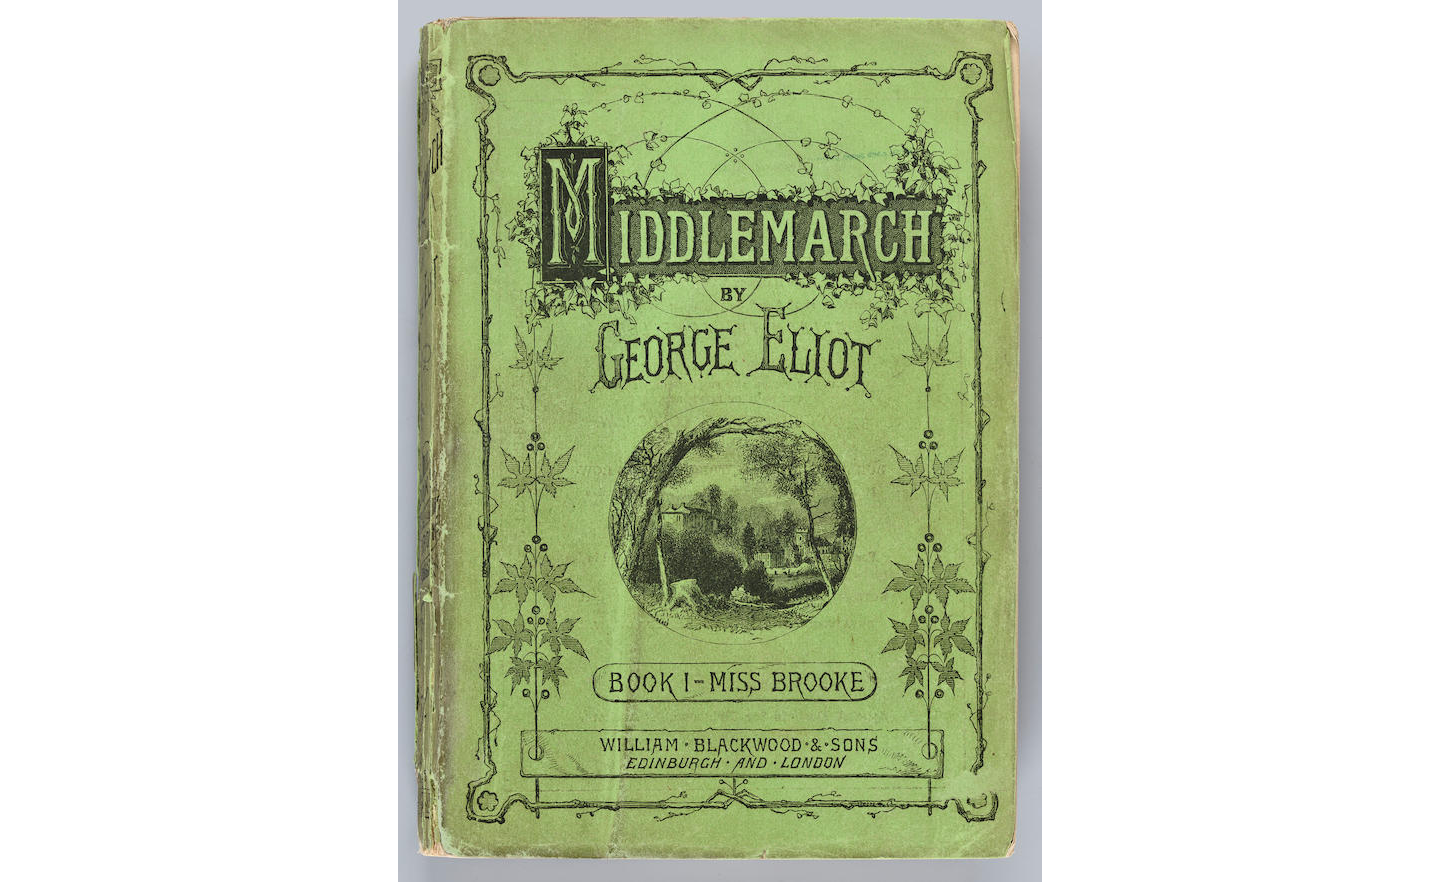 MIDDLEMARCH
BY
GEORGE ELIOT
BOOK I-MISS BROOKE
WILLIAM · BLACKWOOD · & · SONS
EDINBURGH · AND · LONDON